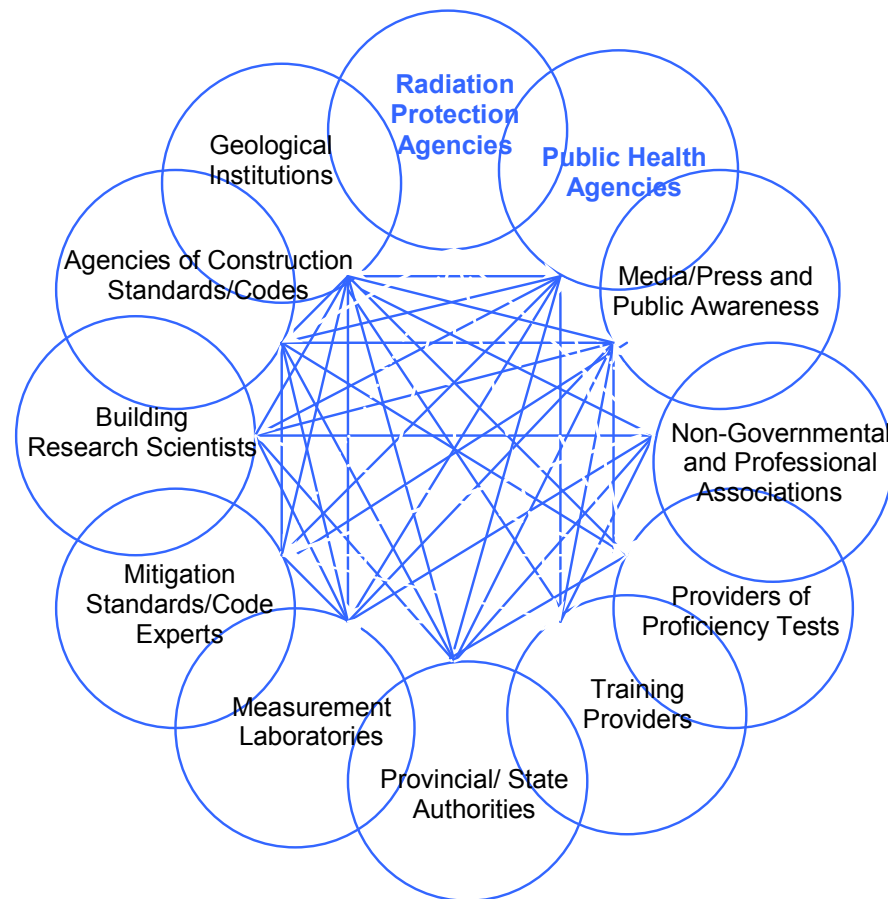 Radiation
Protection
Agencies
Public Health
Agencies
Media/Press and
Public Awareness
Non-Governmental
and Professional
Associations
Providers of
Proficiency Tests
Training
Providers
Provincial/ State
Authorities
Measurement
Laboratories
Mitigation
Standards/Code
Experts
Building
Research Scientists
Agencies of Construction
Standards/Codes
Geological
Institutions